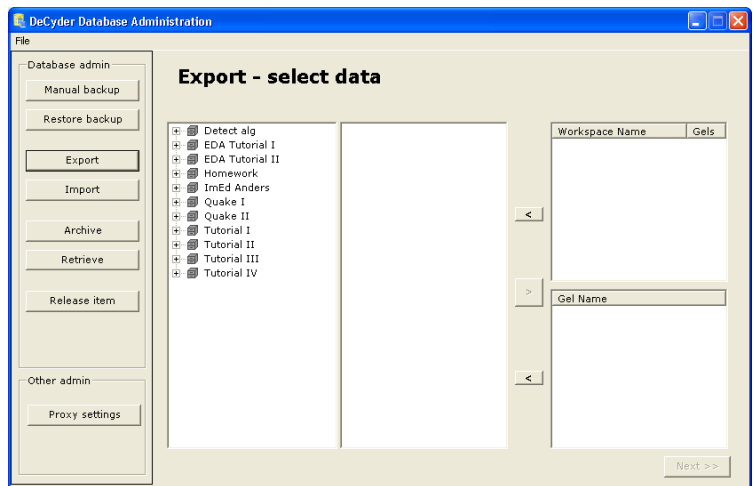 DeCyder Database Administration
File
Database admin
Manual backup
Restore backup
Export
Import
Archive
Retrieve
Release item
Other admin
Proxy settings
Export - select data
Detect alg
EDA Tutorial I
EDA Tutorial II
Homework
ImEd Anders
Quake I
Quake II
Tutorial I
Tutorial II
Tutorial III
Tutorial IV
<
>
<
Workspace Name Gels
Gel Name
Next >>